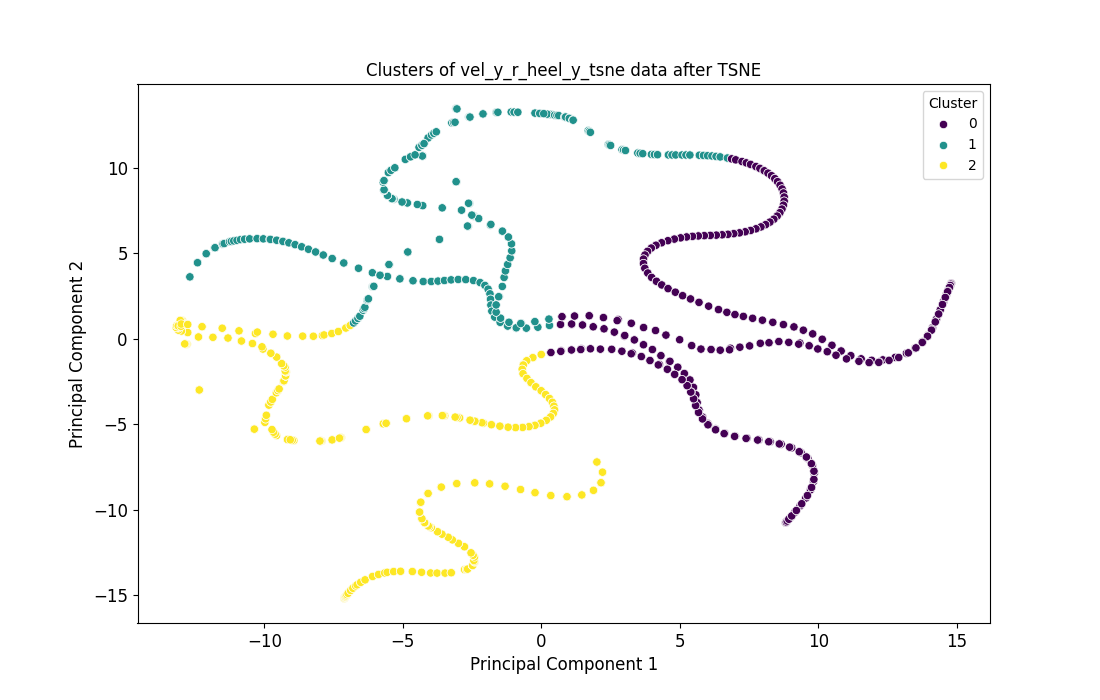 Clusters of vel_y_r_heel_y_tsne data after TSNE
Cluster
0
1
2
10
5
0
−5
−10
−15
Principal Component 2
−10 −5 0 5 10 15
Principal Component 1